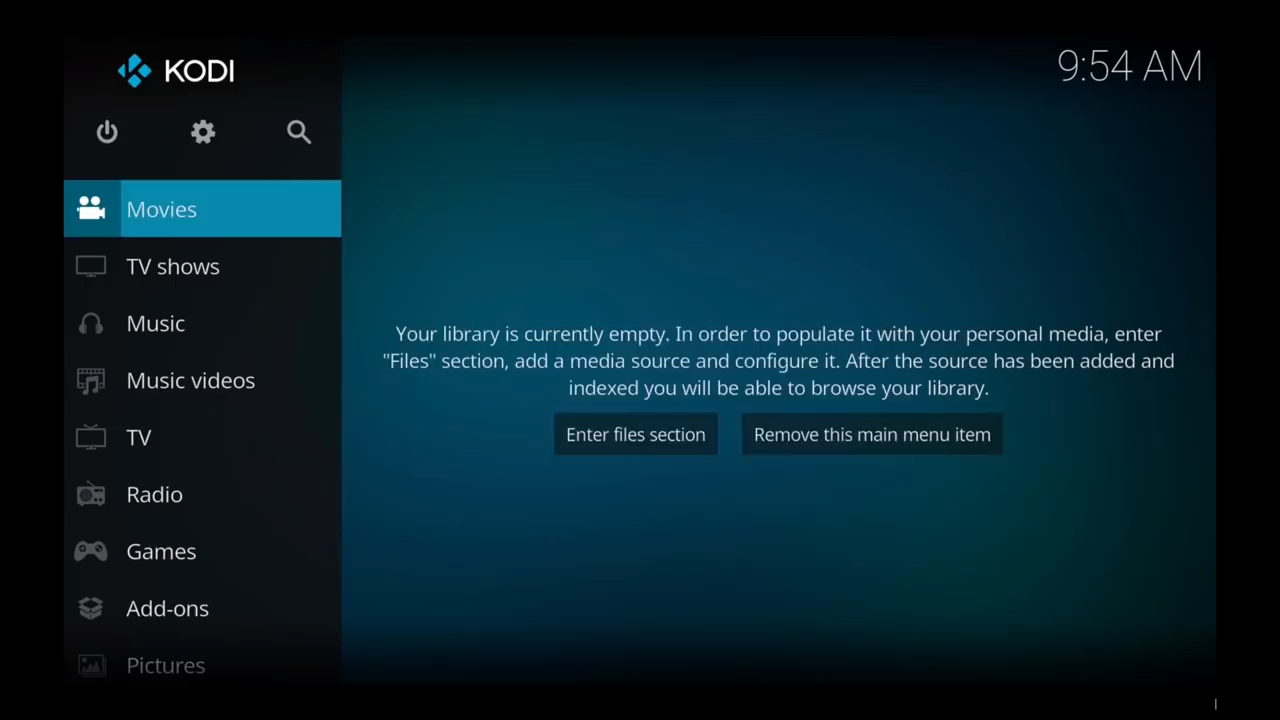 KODI
9:54 AM
Movies
TV shows
Music
Music videos
TV
Radio
Games
Add-ons
Pictures
Your library is currently empty. In order to populate it with your personal media, enter
"Files" section, add a media source and configure it. After the source has been added and
indexed you will be able to browse your library.
Enter files section
Remove this main menu item